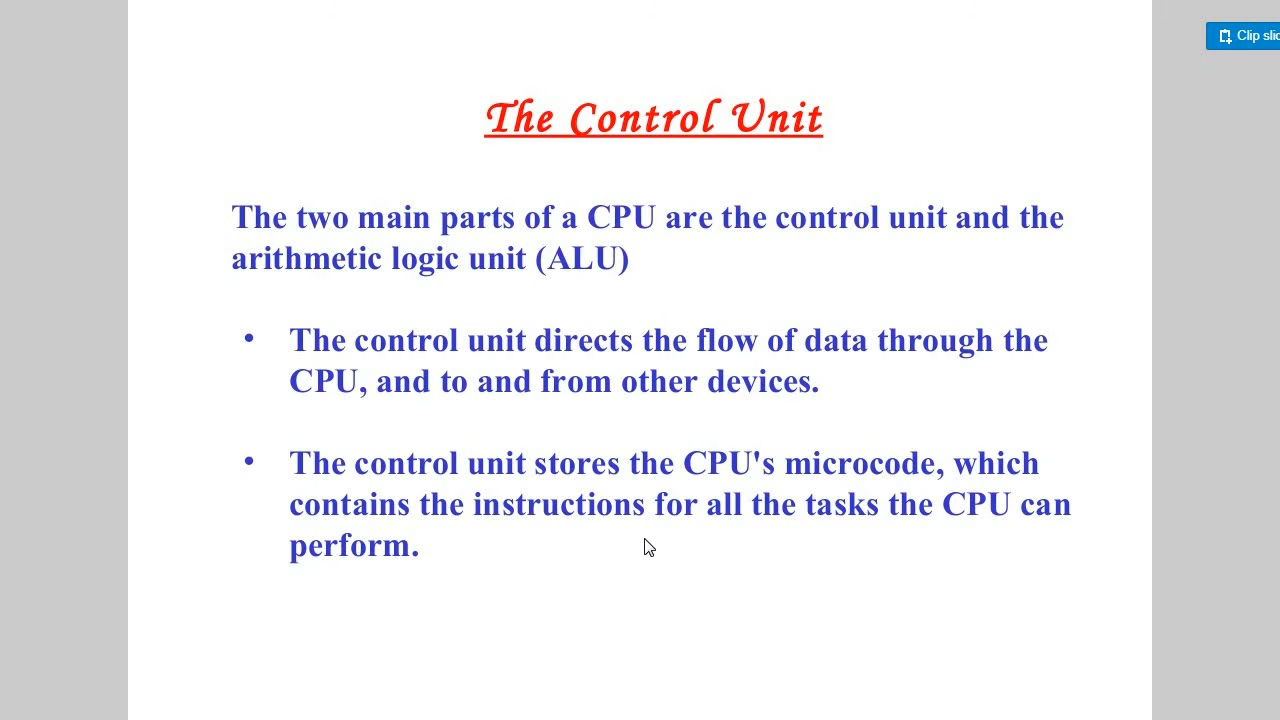 Clip slid
The Control Unit
The two main parts of a CPU are the control unit and the
arithmetic logic unit (ALU)
• The control unit directs the flow of data through the
CPU, and to and from other devices.
• The control unit stores the CPU's microcode, which
contains the instructions for all the tasks the CPU can
perform.